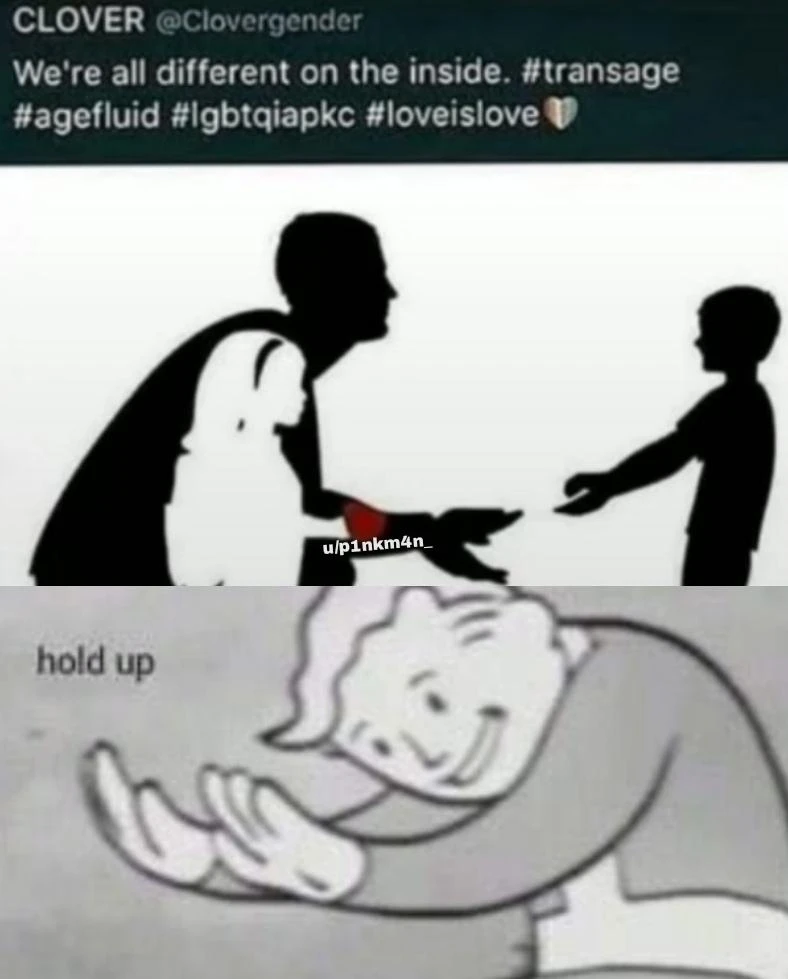 CLOVER @Clovergender
We're all different on the inside. #transage
#agefluid #lgbtqiapkc #loveislove
u/p1nkm4n_
hold up